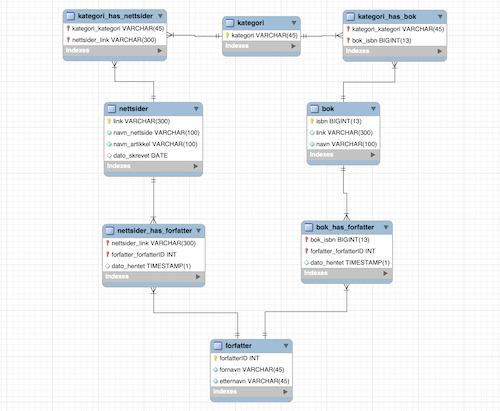 kategori_has_nettsider
kategori_kategori VARCHAR(45)
nettsider_link VARCHAR(300)
Indexes
kategori
kategori VARCHAR(45)
Indexes
kategori_has_bok
kategori_kategori VARCHAR(45)
bok_isbn BIGINT(13)
Indexes
nettsider
link VARCHAR(300)
navn_nettside VARCHAR(100)
navn_artikkel VARCHAR(100)
dato_skrevet DATE
Indexes
bok
isbn BIGINT(13)
link VARCHAR(300)
navn VARCHAR(100)
Indexes
nettsider_has_forfatter
nettsider_link VARCHAR(300)
forfatter_forfatterID INT
dato_hentet TIMESTAMP(1)
Indexes
bok_has_forfatter
bok_isbn BIGINT(13)
forfatter_forfatterID INT
dato_hentet TIMESTAMP(1)
Indexes
forfatter
forfatterID INT
fornavn VARCHAR(45)
etternavn VARCHAR(45)
Indexes